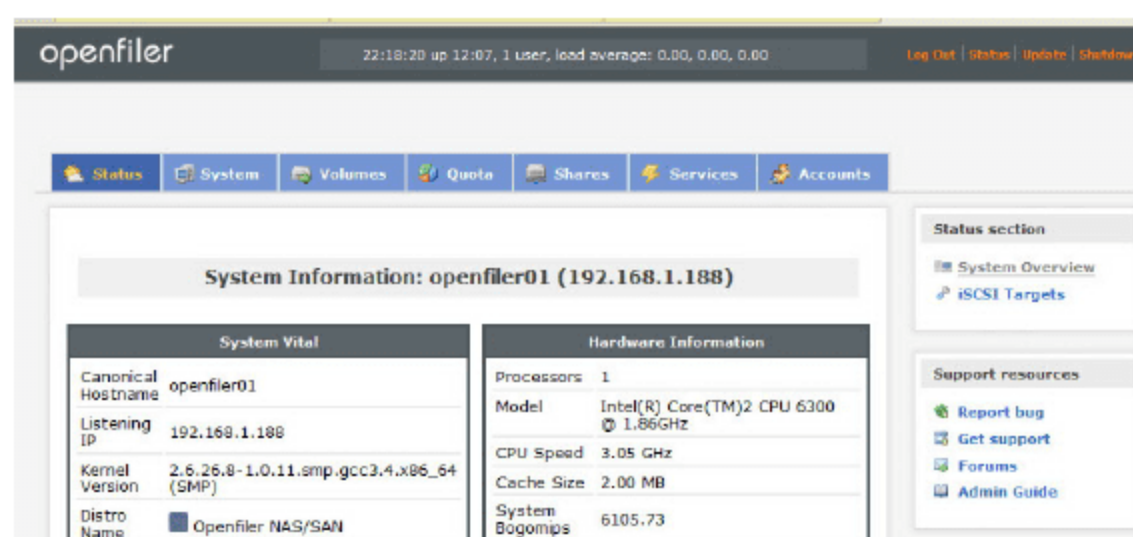 openfiler
22:18:20 up 12:07, 1 user, load average: 0.00, 0.00, 0.00
Log Out | Status | Update | Shutdow
Status System Volumes Quota Shares Services Accounts
System Information: openfiler01 (192.168.1.188)
System Vital
Canonical
Hostname
openfiler01
Listening
IP
192.168.1.188
Kernel
Version
2.6.26.8-1.0.11.smp.gcc3.4.x86_64
(SMP)
Distro
Name
Openfiler NAS/SAN
Hardware Information
Processors 1
Model
Intel(R) Core(TM)2 CPU 6300
@ 1.86GHz
CPU Speed 3.05 GHz
Cache Size 2.00 MB
System
Bogomips
6105.73
Status section
System Overview
iSCSI Targets
Support resources
Report bug
Get support
Forums
Admin Guide